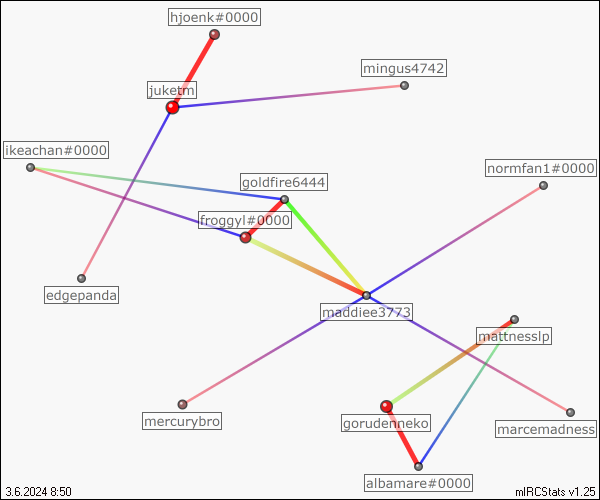 hjoenk#0000
mingus4742
juketm
ikeachan#0000
normfan1#0000
goldfire6444
froggyl#0000
edgepanda
maddiee3773
mattnesslp
mercurybro
gorudenneko
marcemadness
albamare#0000
3.6.2024 8:50
mIRCStats v1.25